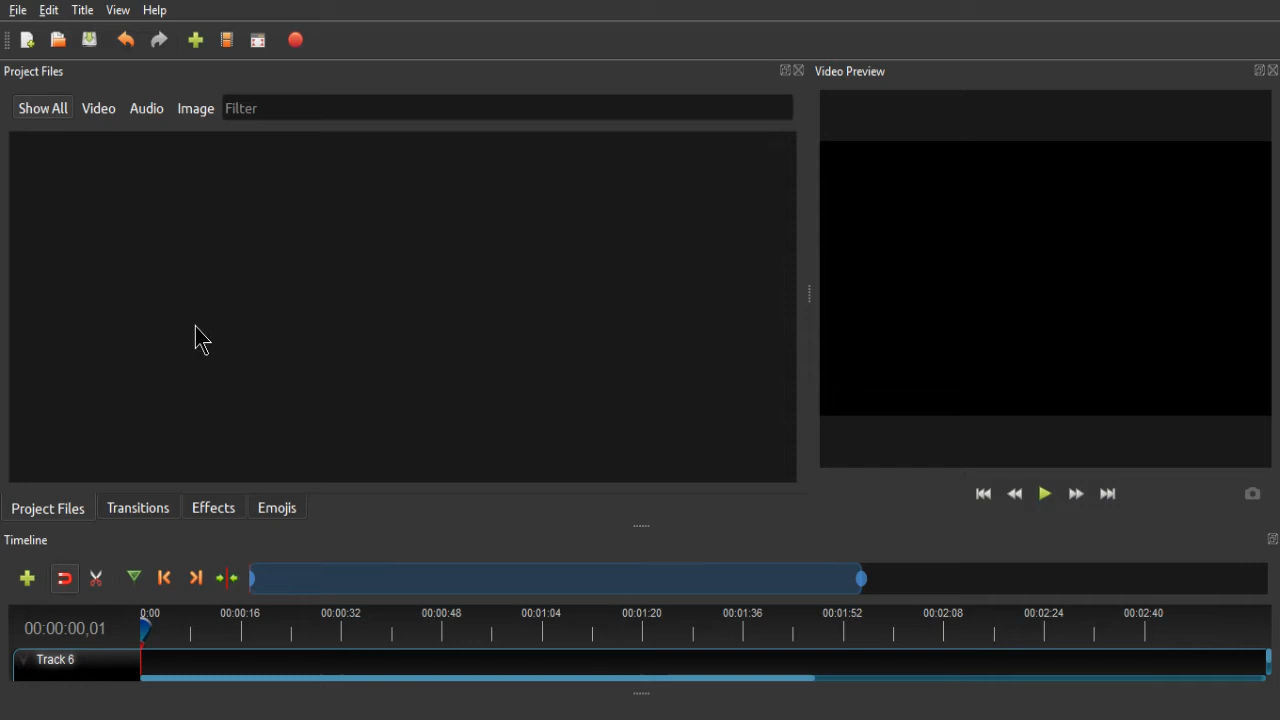 File Edit Title View Help
Project Files
Video Preview
Show All Video Audio Image Filter
Project Files Transitions Effects Emojis
Timeline
0:00 00:00:16 00:00:32 00:00:48 00:01:04 00:01:20 00:01:36 00:01:52 00:02:08 00:02:24 00:02:40
00:00:00,01
Track 6